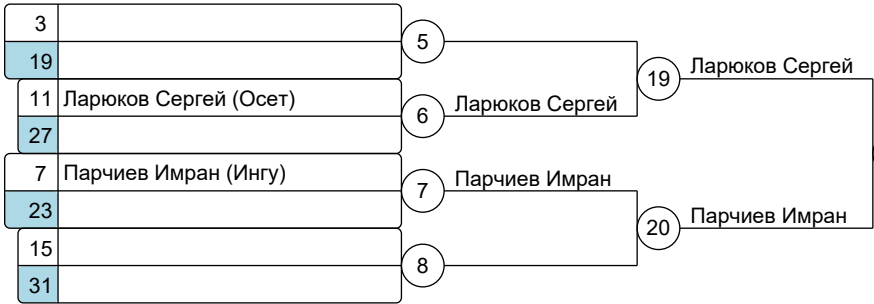 3
5
19
19 Ларюков Сергей
11 Ларюков Сергей (Осет)
6 Ларюков Сергей
27
7 Парчиев Имран (Ингу)
7 Парчиев Имран
23
20 Парчиев Имран
15
8
31